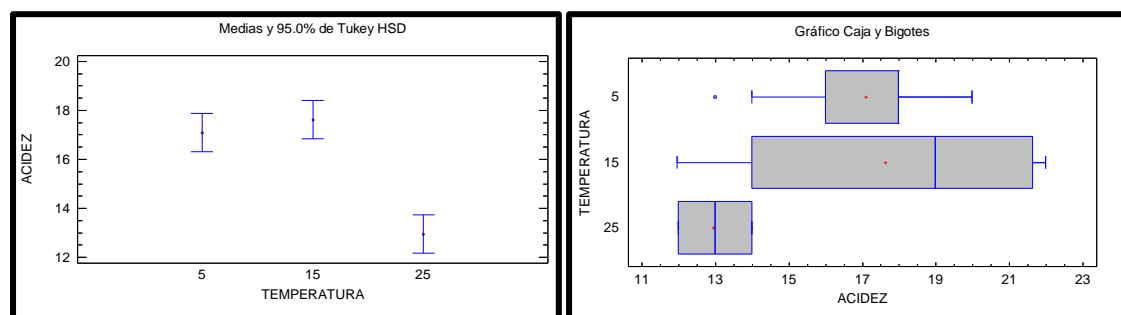 Medias y 95.0% de Tukey HSD
20
18
16
14
12
ACIDEZ
5 15 25
TEMPERATURA
Gráfico Caja y Bigotes
5
15
25
TEMPERATURA
11 13 15 17 19 21 23
ACIDEZ